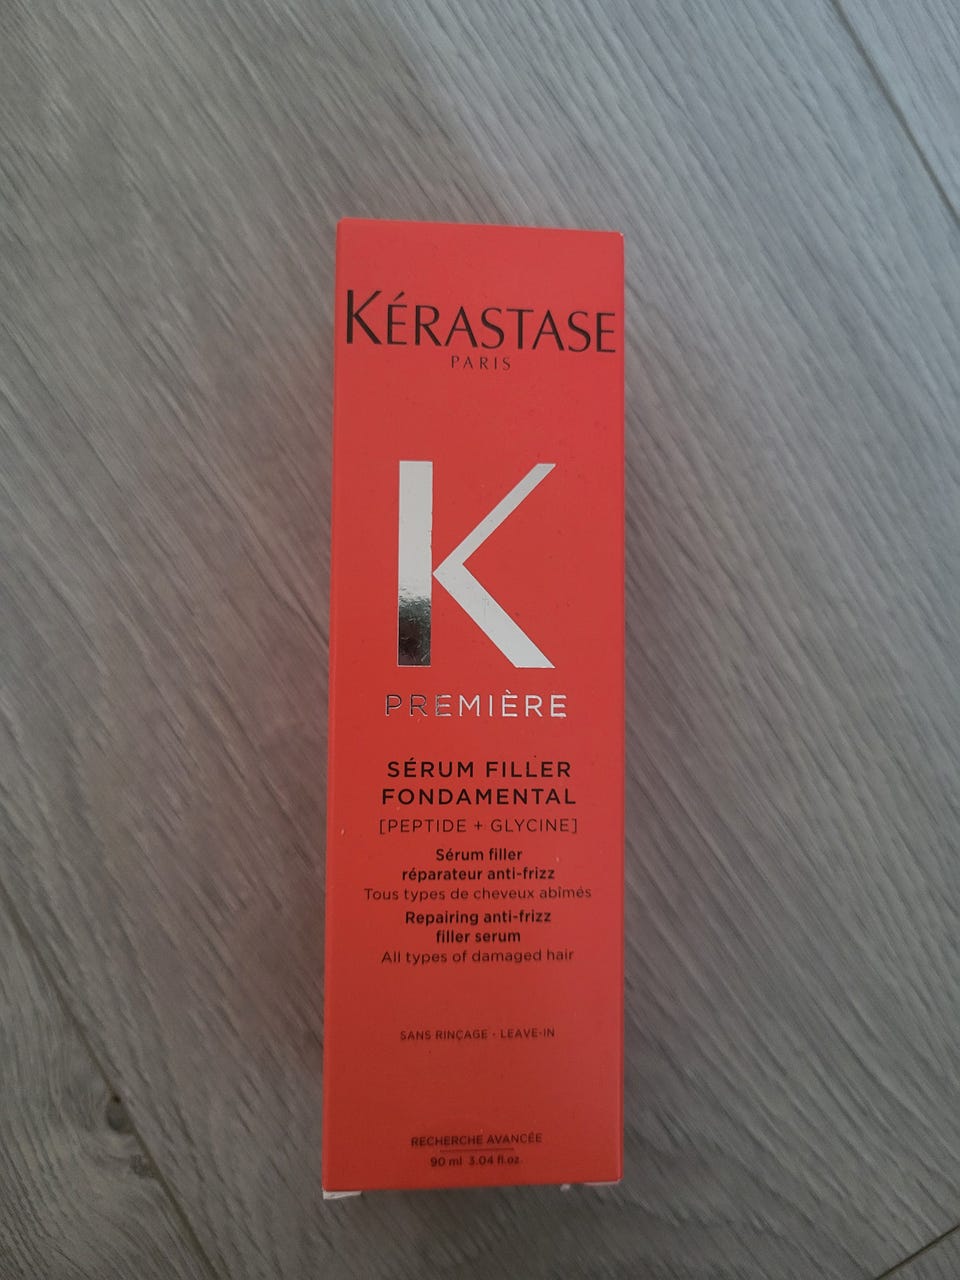 KÉRASTASE
PARIS
K
PREMIÈRE
SÉRUM FILLER
FONDAMENTAL
[PEPTIDE + GLYCINE]
Sérum filler
réparateur anti-frizz
Tous types de cheveux abîmés
Repairing anti-frizz
filler serum
All types of damaged hair
SANS RINÇAGE - LEAVE-IN
RECHERCHE AVANCÉE
90 ml 3.04 fl.oz.